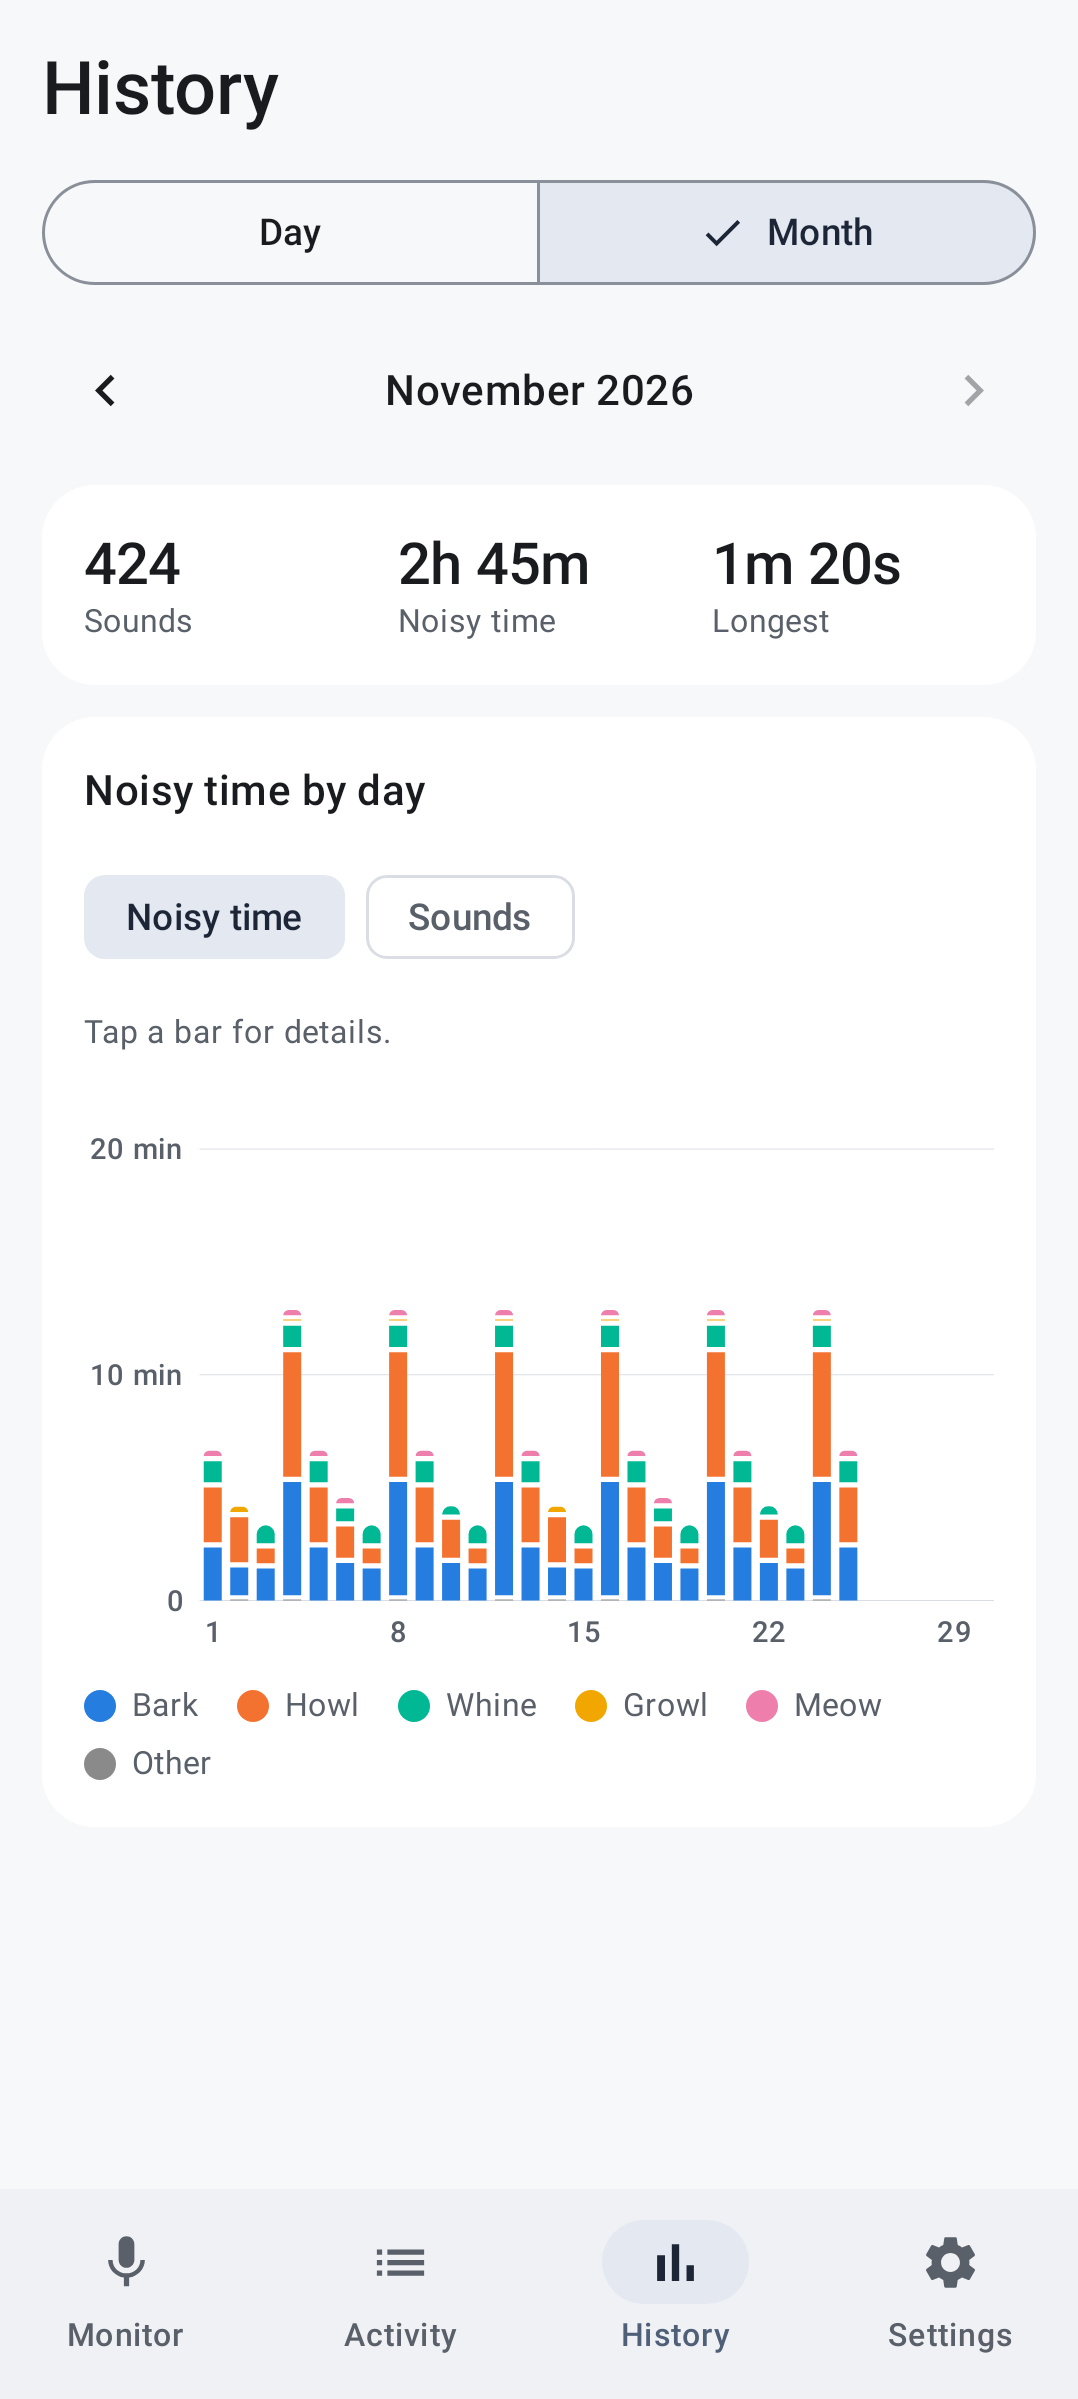 History
Day
Month
November 2026
424
2h 45m
1m 20s
Sounds
Noisy time
Longest
Noisy time by day
Noisy time
Sounds
Tap a bar for details.
20 min
10 min
0
1
8
15
22
29
Bark
Howl
Whine
Growl
Meow
Other
Monitor
Activity
History
Settings